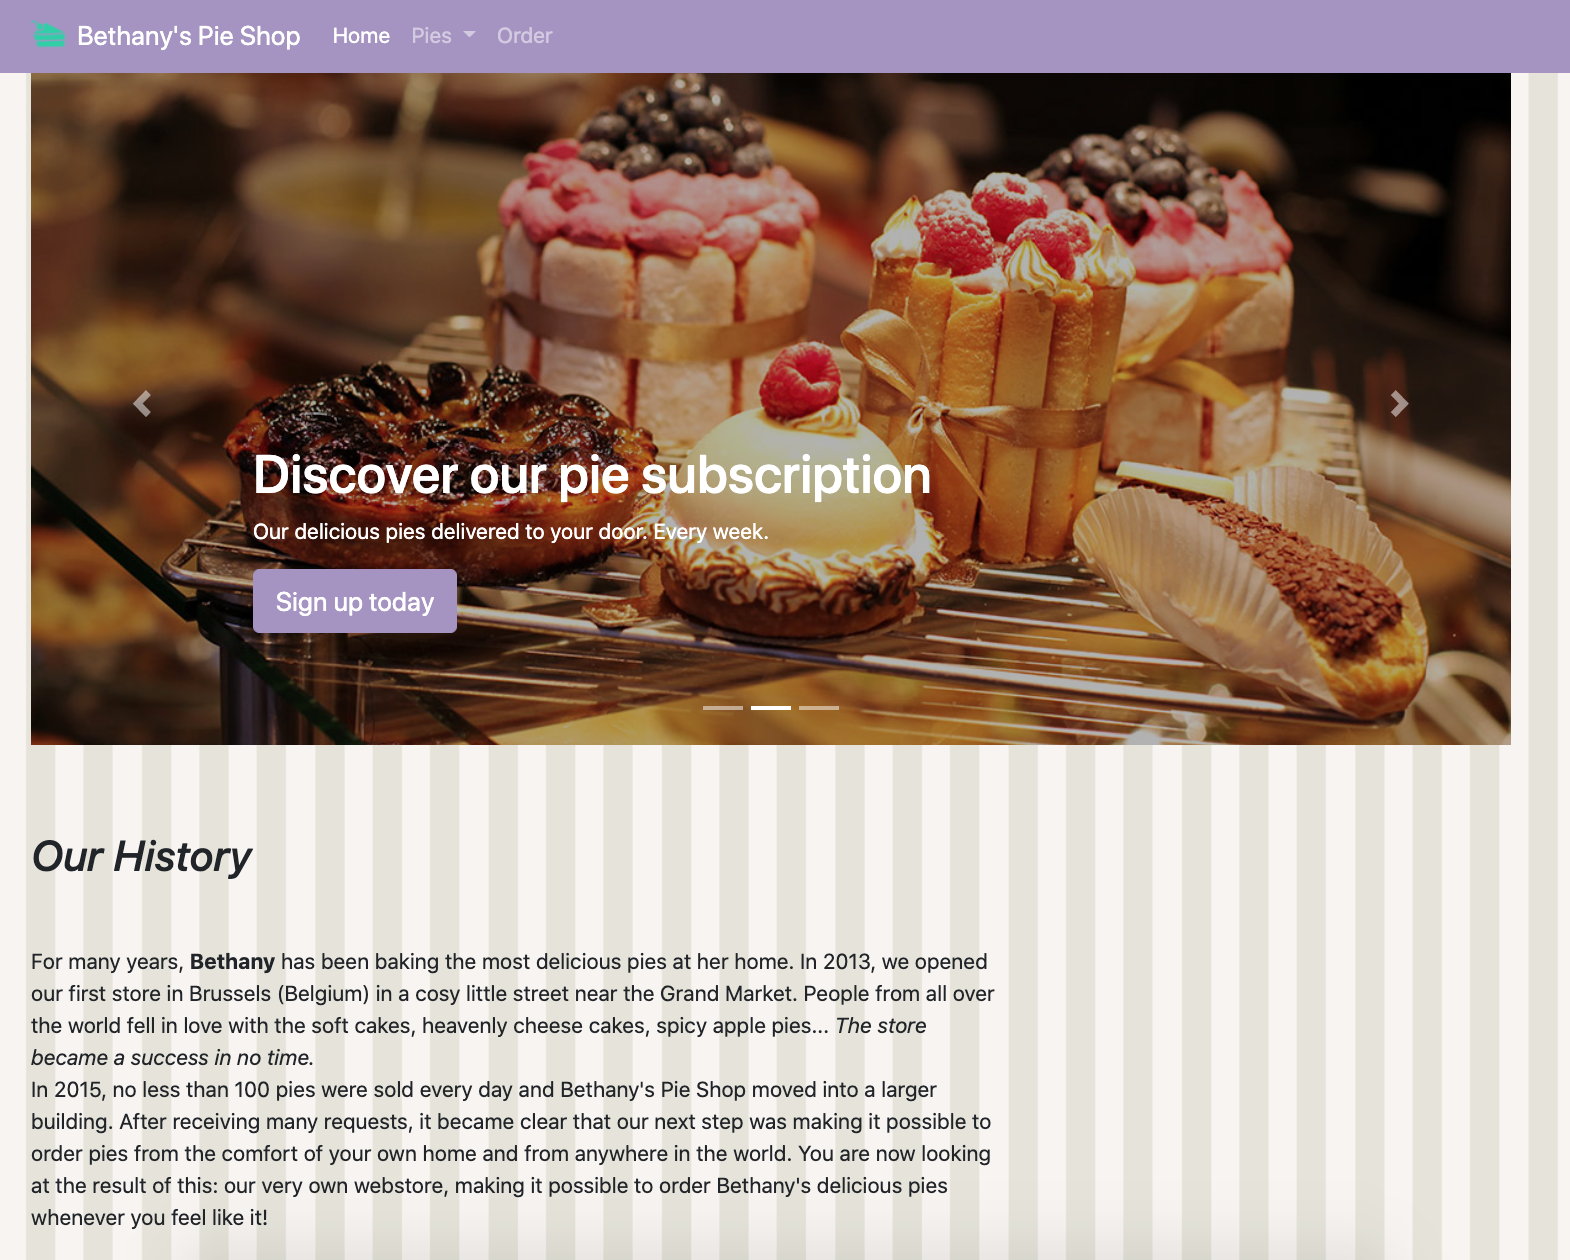 Bethany's Pie Shop Home Pies Order
Discover our pie subscription
Our delicious pies delivered to your door. Every week.
Sign up today
Our History
For many years, Bethany has been baking the most delicious pies at her home. In 2013, we opened
our first store in Brussels (Belgium) in a cosy little street near the Grand Market. People from all over
the world fell in love with the soft cakes, heavenly cheese cakes, spicy apple pies... The store
became a success in no time.
In 2015, no less than 100 pies were sold every day and Bethany's Pie Shop moved into a larger
building. After receiving many requests, it became clear that our next step was making it possible to
order pies from the comfort of your own home and from anywhere in the world. You are now looking
at the result of this: our very own webstore, making it possible to order Bethany's delicious pies
whenever you feel like it!